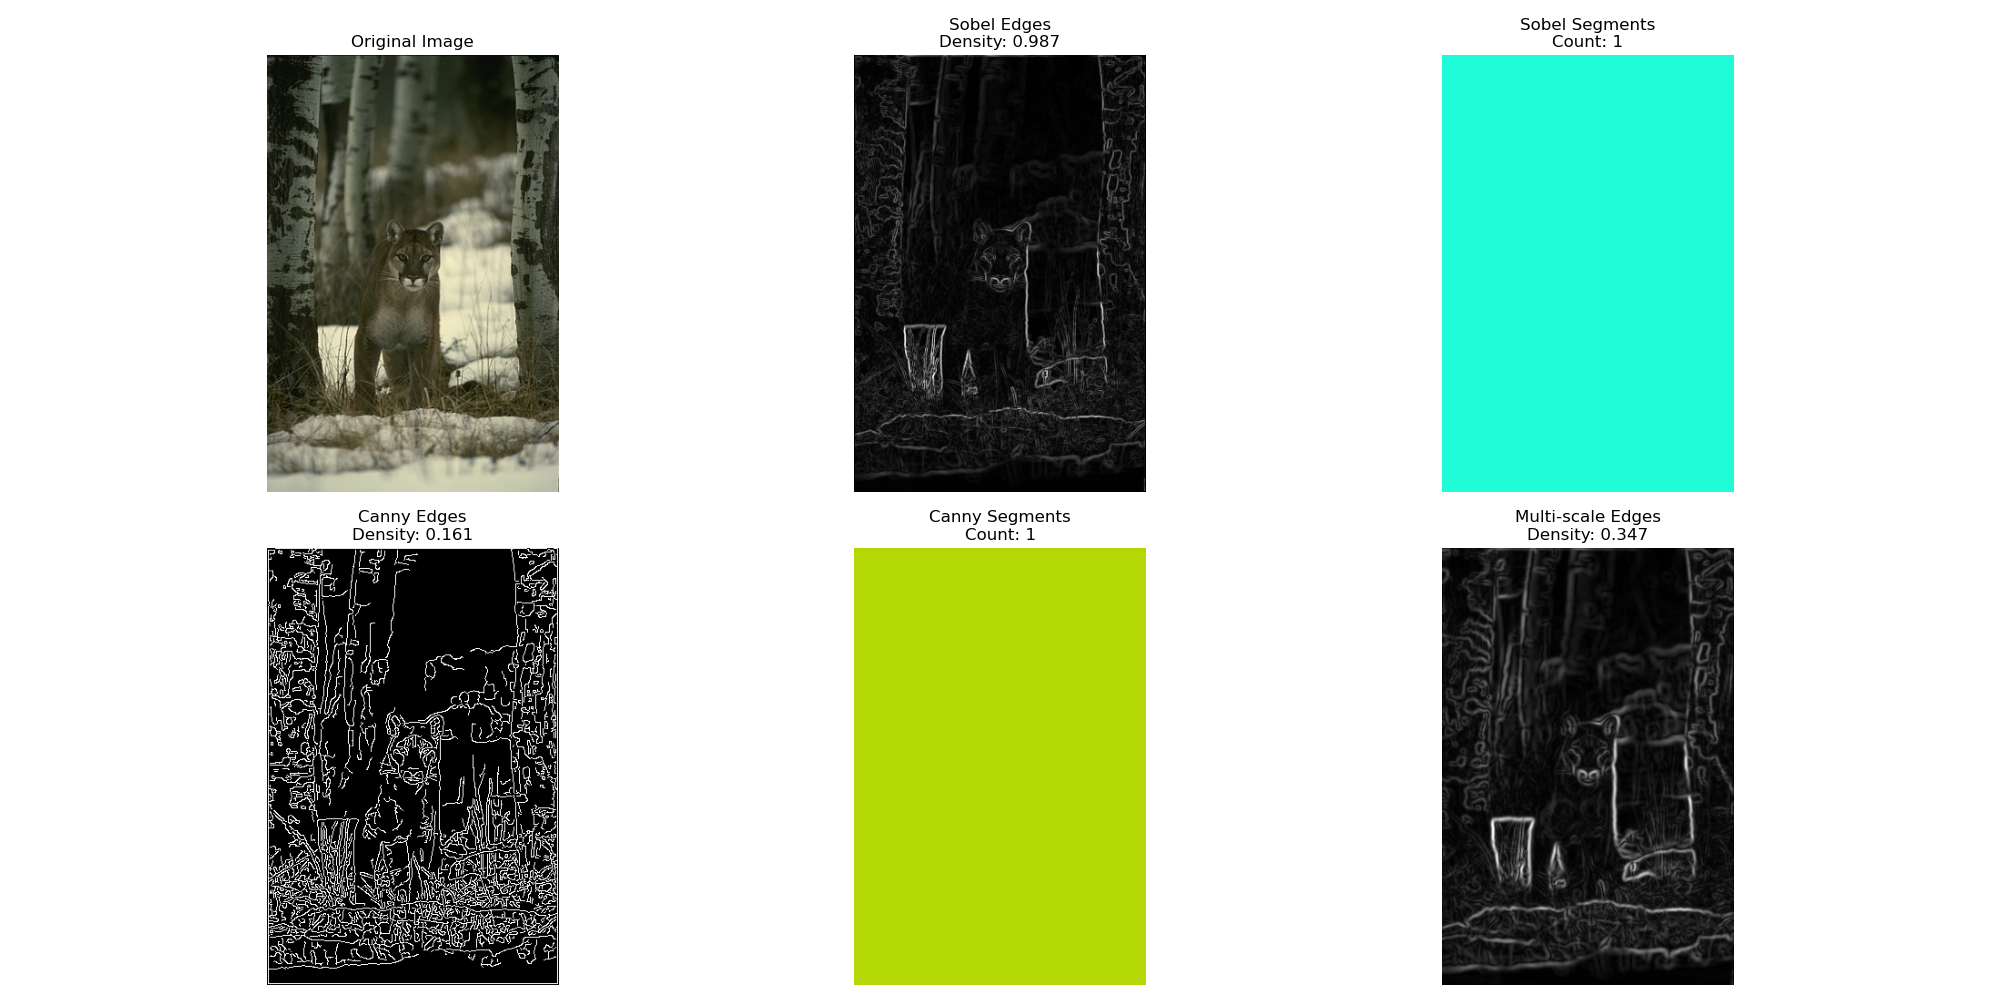 Original Image
Sobel Edges
Density: 0.987
Sobel Segments
Count: 1
Canny Edges
Density: 0.161
Canny Segments
Count: 1
Multi-scale Edges
Density: 0.347